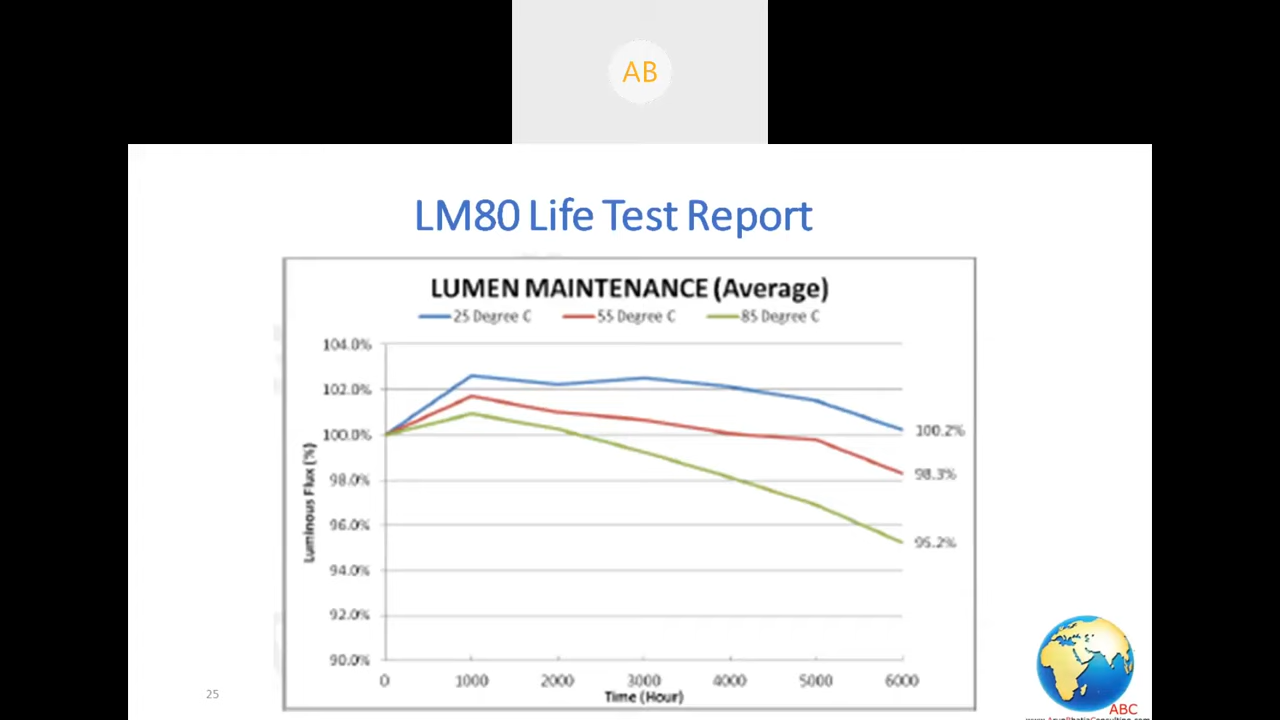 AB
LM80 Life Test Report
LUMEN MAINTENANCE (Average)
25 Degree C 55 Degree C 85 Degree C
104.0%
102.0%
100.0%
98.0%
96.0%
94.0%
92.0%
90.0%
Luminous Flux (%)
100.2%
98.3%
95.2%
0 1000 2000 3000 4000 5000 6000
Time (Hour)
25
ABC